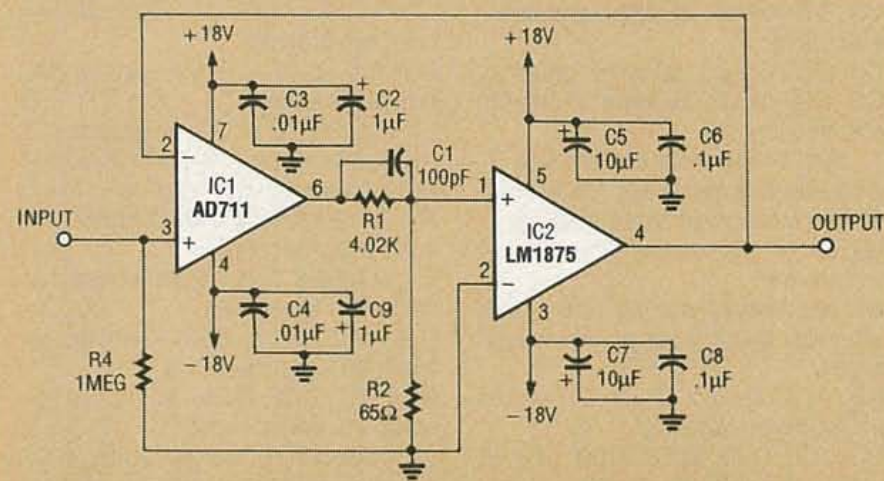 +18V
+18V
7
C3
.01µF
+
C2
1µF
2
−
IC1
AD711
6
C1
100pF
R1
4.02K
INPUT
3
+
4
C4
.01µF
C9
+ 1µF
−18V
R4
1MEG
R2
65Ω
5
+
C5
10µF
C6
.1µF
1
+
IC2
LM1875
4
OUTPUT
2
−
3
C7
+ 10µF
C8
.1µF
−18V